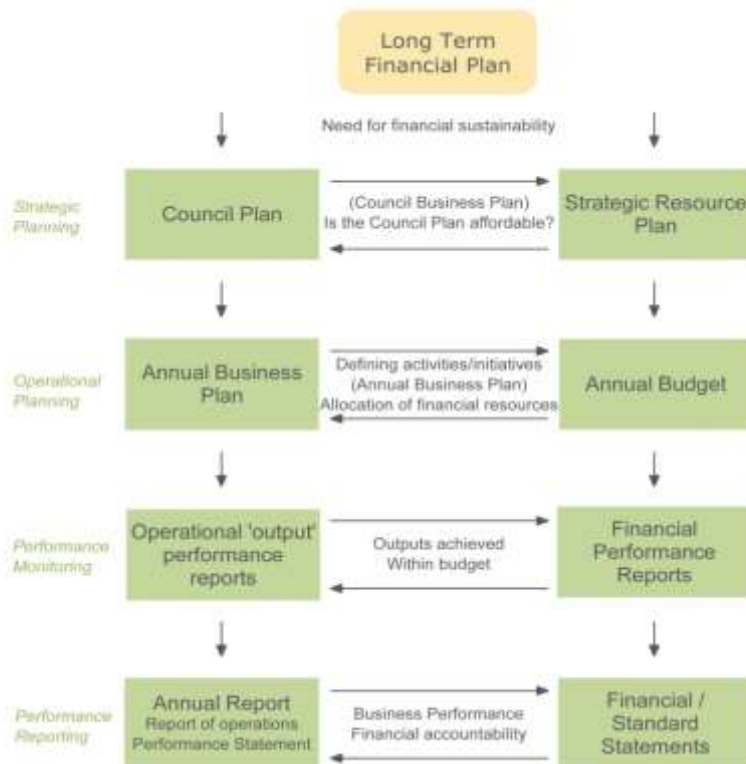 Long Term
Financial Plan
Need for financial sustainability
Strategic
Planning
Council Plan
(Council Business Plan)
Is the Council Plan affordable?
Strategic Resource
Plan
Operational
Planning
Annual Business
Plan
Defining activities/initiatives
(Annual Business Plan)
Allocation of financial resources
Annual Budget
Performance
Monitoring
Operational 'output'
performance
reports
Outputs achieved
Within budget
Financial
Performance
Reports
Performance
Reporting
Annual Report
Report of operations
Performance Statement
Business Performance
Financial accountability
Financial /
Standard
Statements